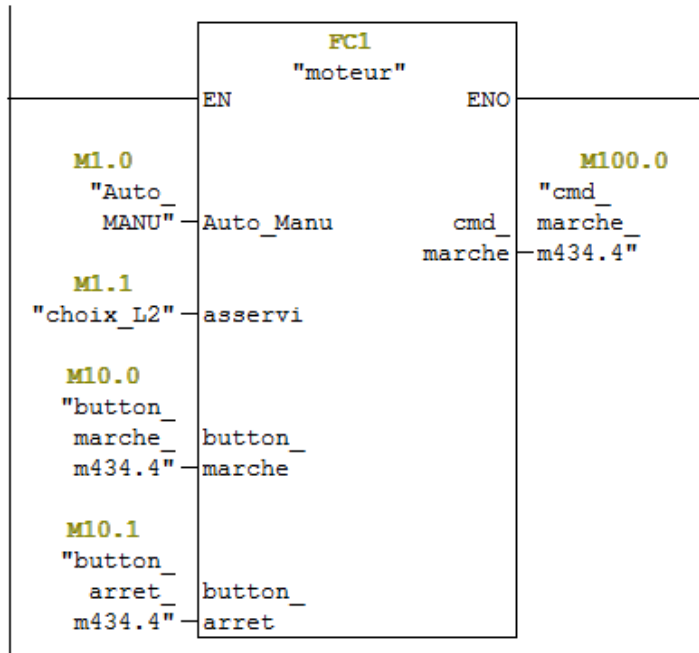 FC1
"moteur"
EN ENO
M1.0
"Auto_
MANU" Auto_Manu
M100.0
"cmd_
cmd_ marche_
marche m434.4"
M1.1
"choix_L2" asservi
M10.0
"button_
marche_ button_
m434.4" marche
M10.1
"button_
arret_ button_
m434.4" arret